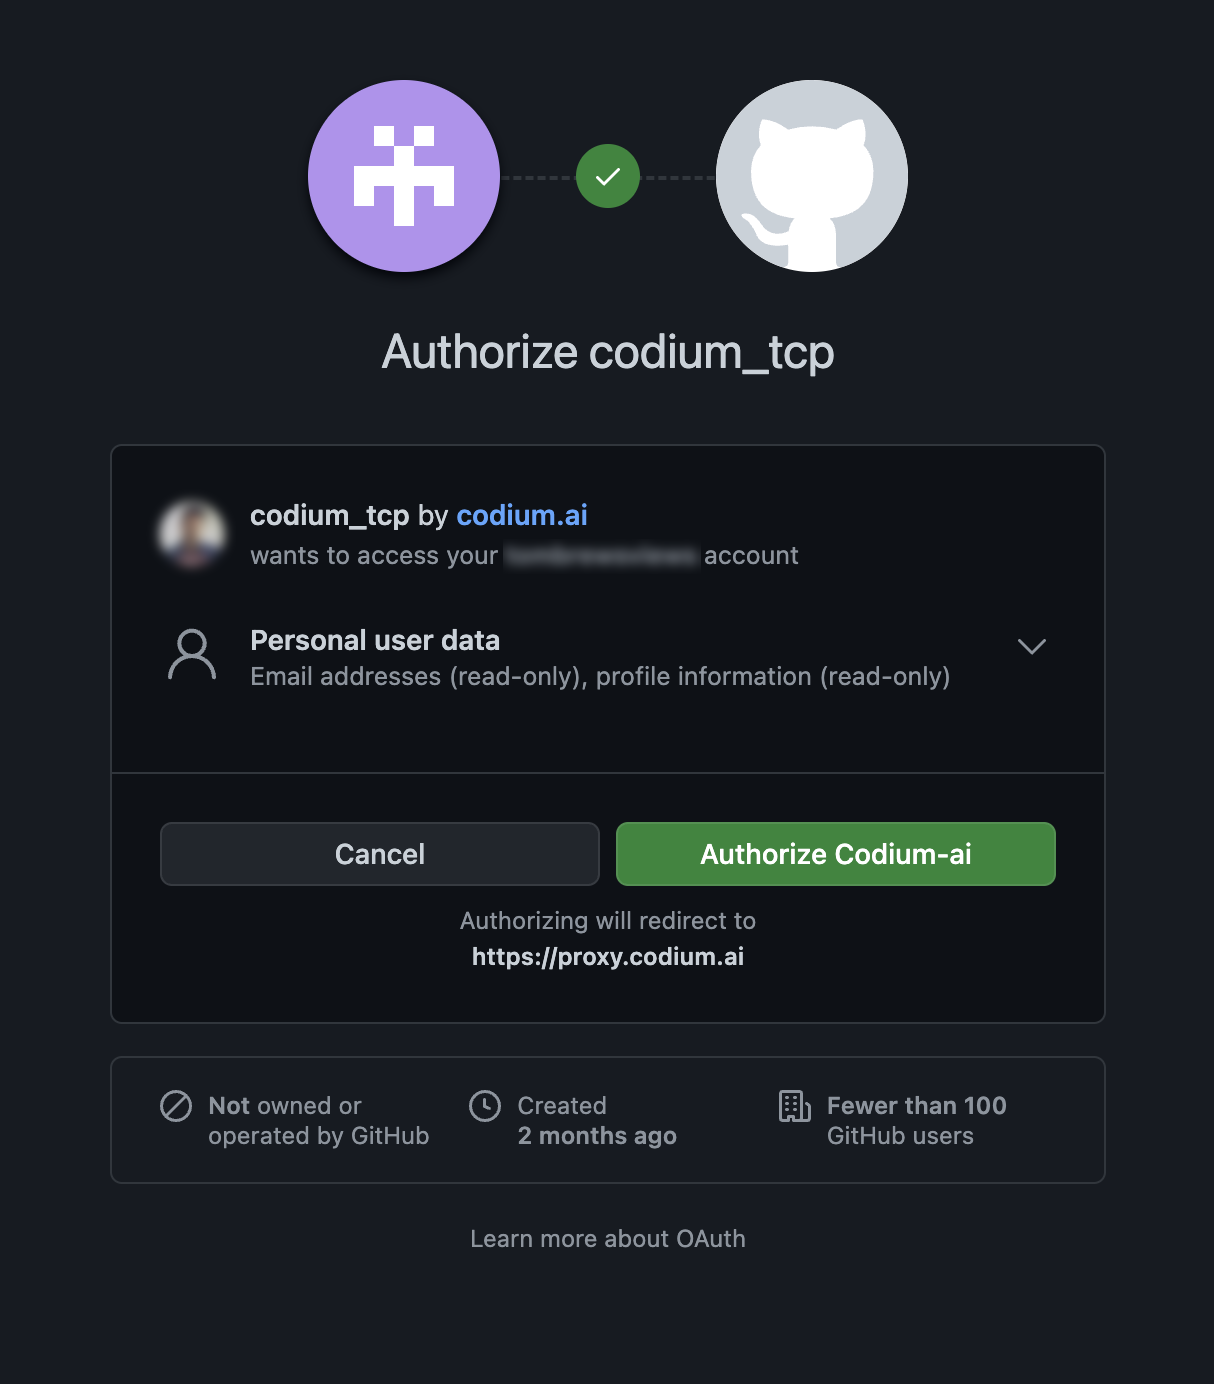 Authorize codium_tcp
codium_tcp by codium.ai
wants to access your account
Personal user data
Email addresses (read-only), profile information (read-only)
Cancel
Authorize Codium-ai
Authorizing will redirect to
https://proxy.codium.ai
Not owned or
operated by GitHub
Created
2 months ago
Fewer than 100
GitHub users
Learn more about OAuth